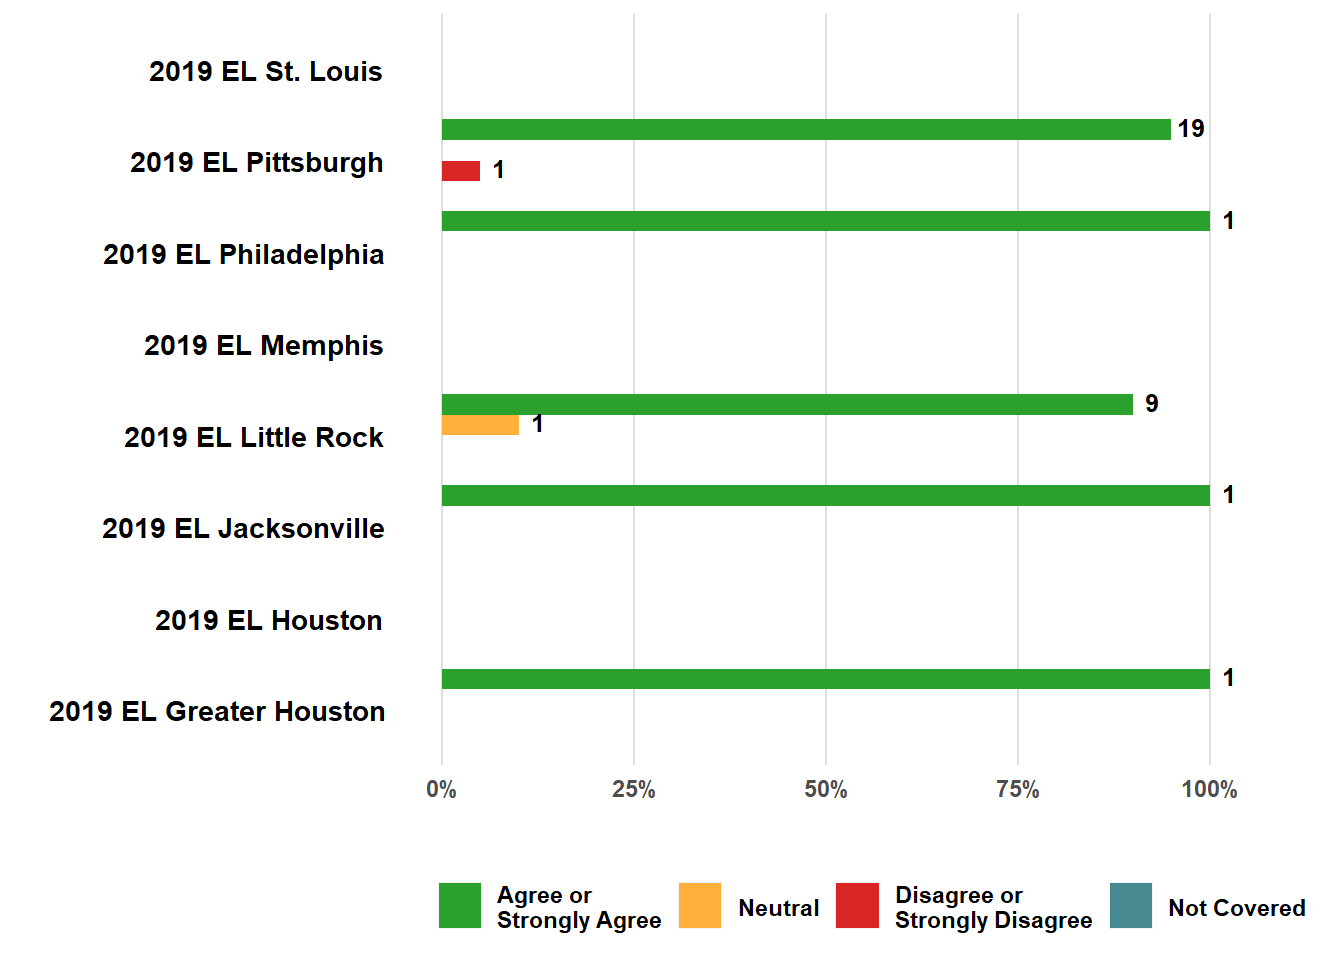 2019 EL St. Louis
19
2019 EL Pittsburgh
1
1
2019 EL Philadelphia
2019 EL Memphis
9
1
2019 EL Little Rock
1
2019 EL Jacksonville
2019 EL Houston
1
2019 EL Greater Houston
0% 25% 50% 75% 100%
Agree or
Strongly Agree
Neutral
Disagree or
Strongly Disagree
Not Covered